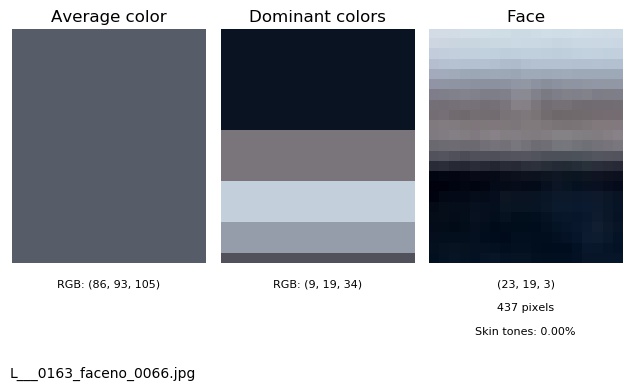 Average color
Dominant colors
Face
RGB: (86, 93, 105)
RGB: (9, 19, 34)
(23, 19, 3)
437 pixels
Skin tones: 0.00%
L___0163_faceno_0066.jpg